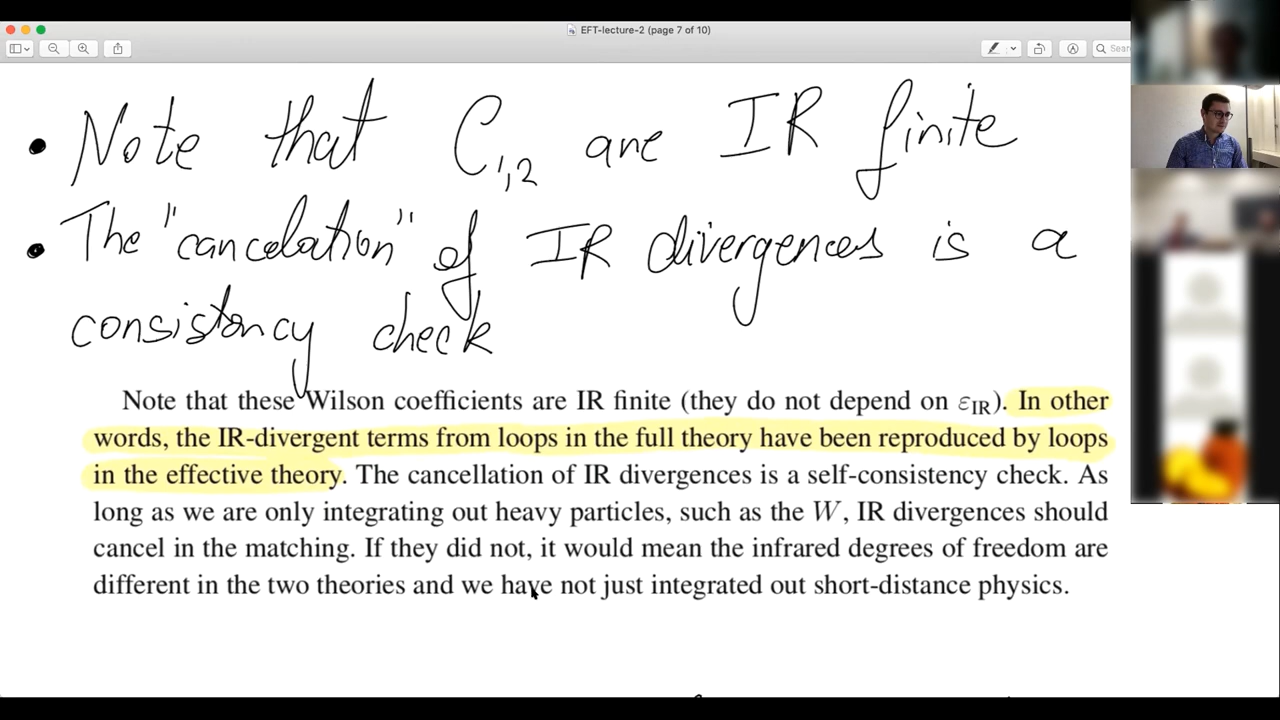 EFT-lecture-2 (page 7 of 10)
Sear
• Note that C1,2 are IR finite
• The "cancelation" of IR divergences is a
consistency check
Note that these Wilson coefficients are IR finite (they do not depend on εIR). In other
words, the IR-divergent terms from loops in the full theory have been reproduced by loops
in the effective theory. The cancellation of IR divergences is a self-consistency check. As
long as we are only integrating out heavy particles, such as the W, IR divergences should
cancel in the matching. If they did not, it would mean the infrared degrees of freedom are
different in the two theories and we have not just integrated out short-distance physics.